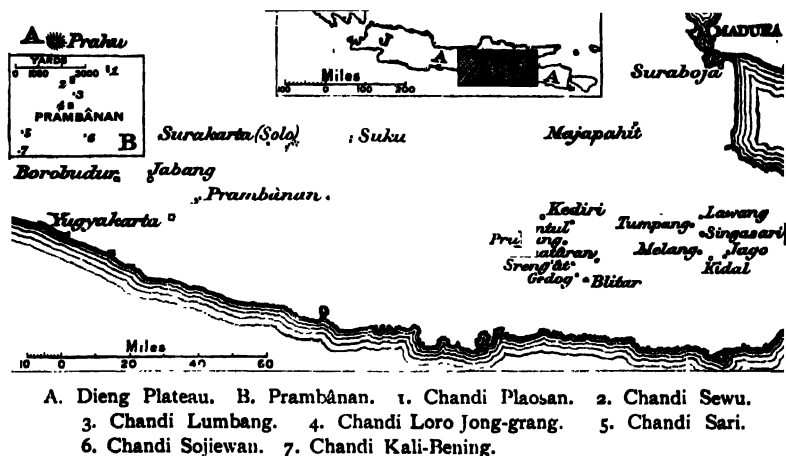 A Prahu
YARDS
0 1000 2000
1
2
3
4
PRAMBÂNAN
5
6
7
B
W J
A
A
Miles
100 0 100 200
MADURA
Suraboja
Surakarta (Solo)
Suku
Majapahit
Borobudur
Jabang
Prambânan
Yugyakarta
Kediri
Tumpang
Lawang
Singasari
Melang
Jago
Kidal
Sreng'at
Gedog
Blitar
Miles
10 0 20 40 60
A. Dieng Plateau. B. Prambânan. 1. Chandi Plaosan. 2. Chandi Sewu.
3. Chandi Lumbang. 4. Chandi Loro Jong-grang. 5. Chandi Sari.
6. Chandi Sojiewan. 7. Chandi Kali-Bening.